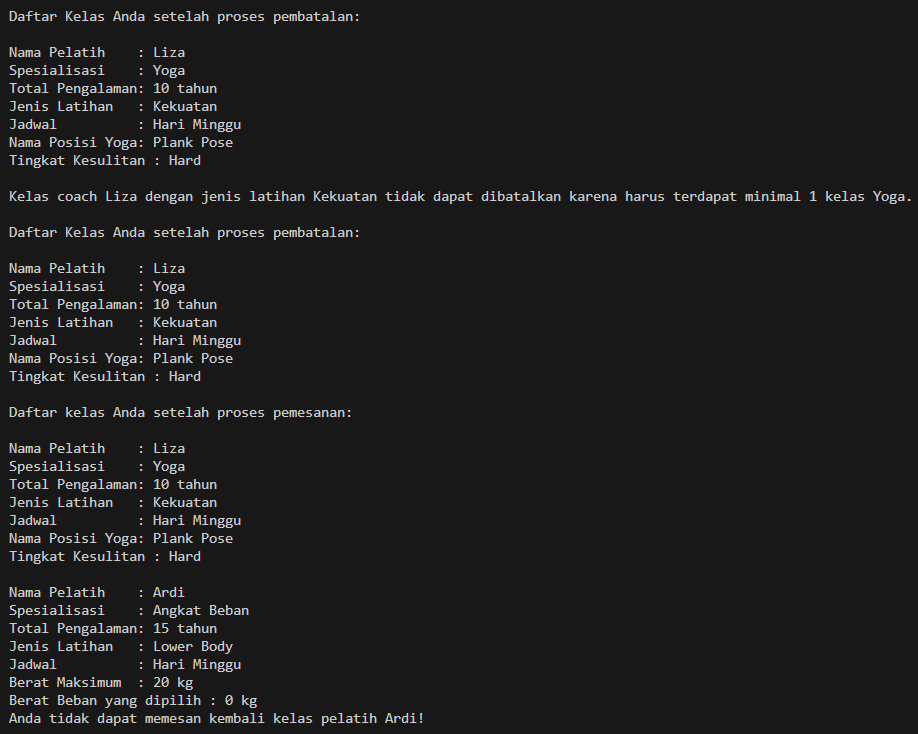 Daftar Kelas Anda setelah proses pembatalan:

Nama Pelatih    : Liza
Spesialisasi    : Yoga
Total Pengalaman: 10 tahun
Jenis Latihan   : Kekuatan
Jadwal          : Hari Minggu
Nama Posisi Yoga: Plank Pose
Tingkat Kesulitan : Hard

Kelas coach Liza dengan jenis latihan Kekuatan tidak dapat dibatalkan karena harus terdapat minimal 1 kelas Yoga.

Daftar Kelas Anda setelah proses pembatalan:

Nama Pelatih    : Liza
Spesialisasi    : Yoga
Total Pengalaman: 10 tahun
Jenis Latihan   : Kekuatan
Jadwal          : Hari Minggu
Nama Posisi Yoga: Plank Pose
Tingkat Kesulitan : Hard

Daftar kelas Anda setelah proses pemesanan:

Nama Pelatih    : Liza
Spesialisasi    : Yoga
Total Pengalaman: 10 tahun
Jenis Latihan   : Kekuatan
Jadwal          : Hari Minggu
Nama Posisi Yoga: Plank Pose
Tingkat Kesulitan : Hard

Nama Pelatih    : Ardi
Spesialisasi    : Angkat Beban
Total Pengalaman: 15 tahun
Jenis Latihan   : Lower Body
Jadwal          : Hari Minggu
Berat Maksimum  : 20 kg
Berat Beban yang dipilih : 0 kg
Anda tidak dapat memesan kembali kelas pelatih Ardi!